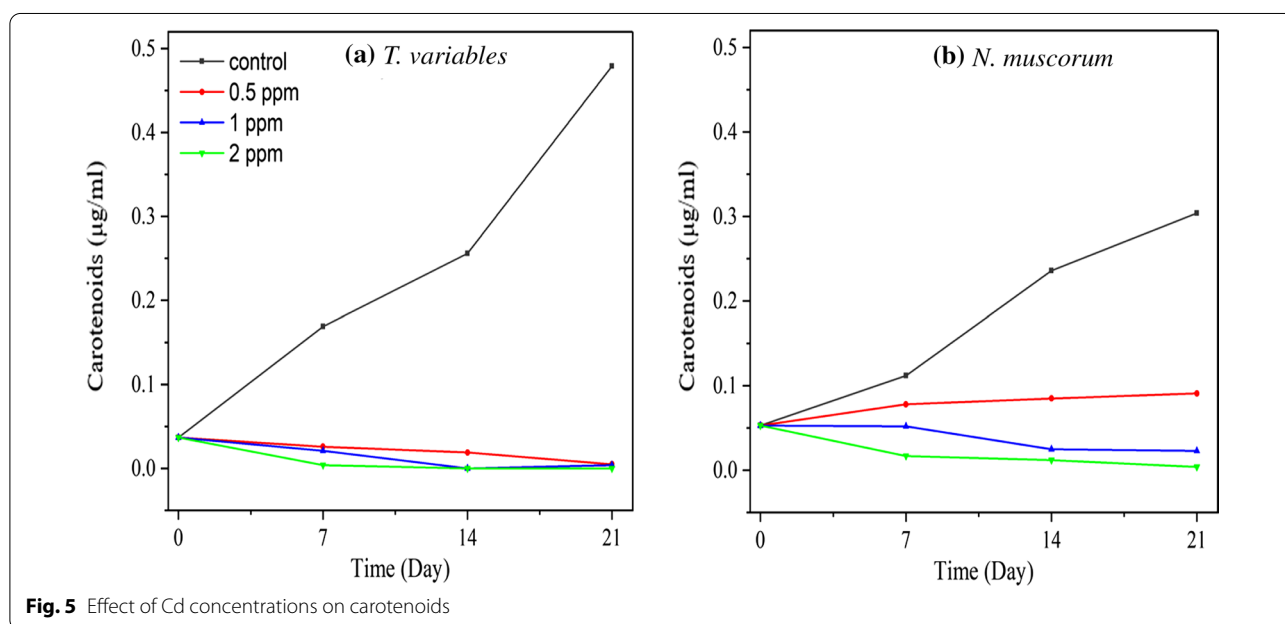 (a) T. variables
control
0.5 ppm
1 ppm
2 ppm
0.5
0.4
0.3
0.2
0.1
0.0
Carotenoids (µg/ml)
0 7 14 21
Time (Day)
(b) N. muscorum
0.5
0.4
0.3
0.2
0.1
0.0
Carotenoids (µg/ml)
0 7 14 21
Time (Day)
Fig. 5 Effect of Cd concentrations on carotenoids